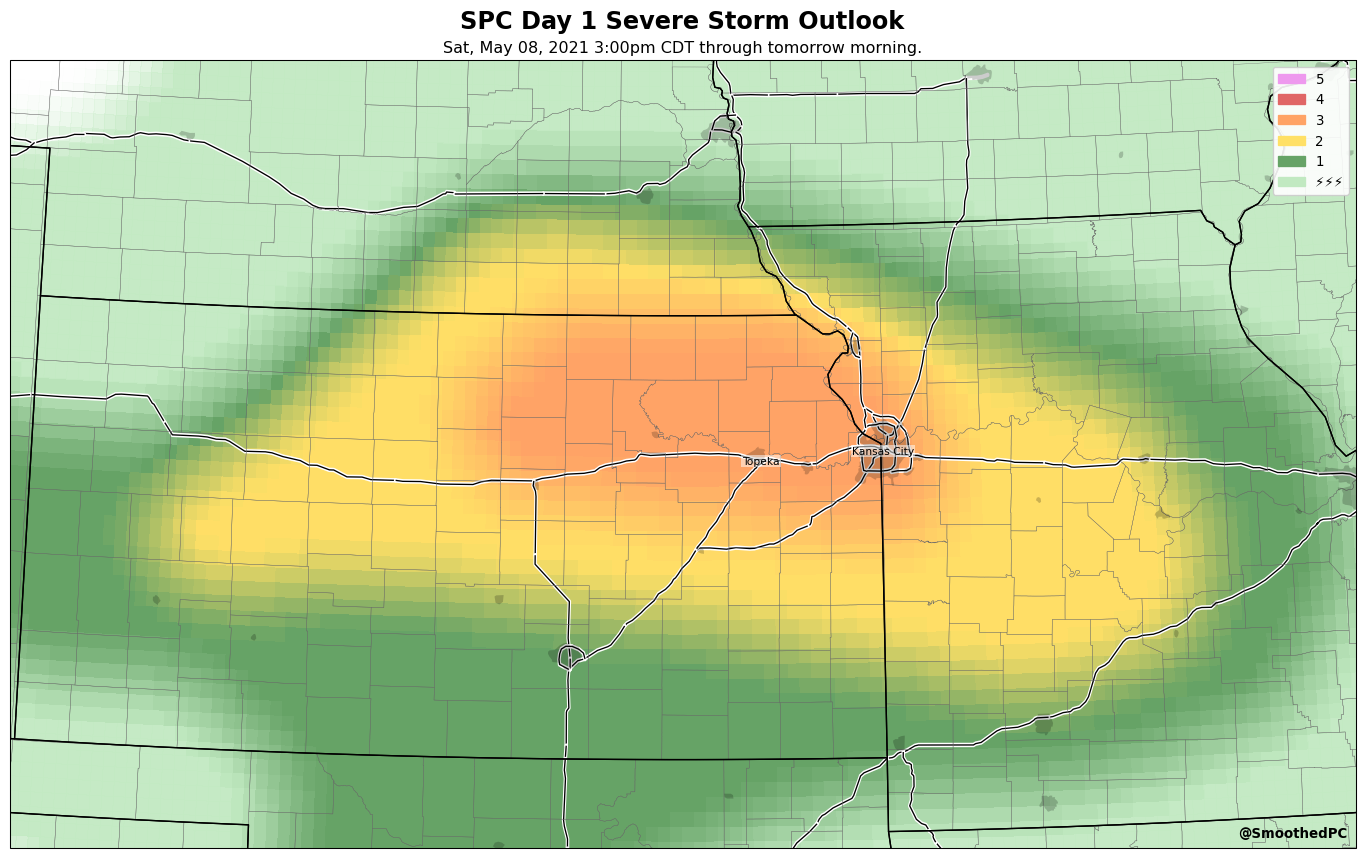 SPC Day 1 Severe Storm Outlook
Sat, May 08, 2021 3:00pm CDT through tomorrow morning.
5
4
3
2
1
⚡⚡⚡
Kansas City
Topeka
@SmoothedPC